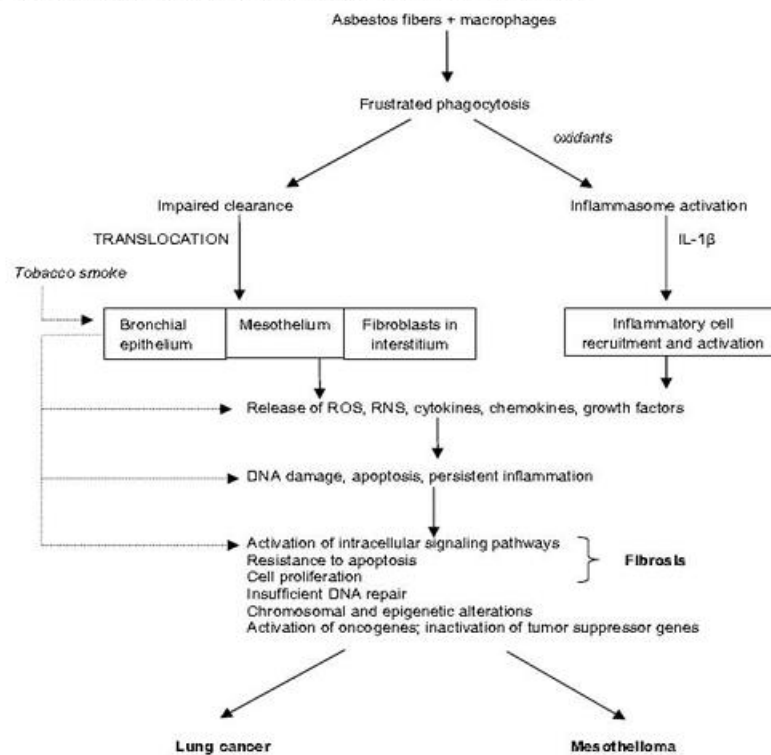 Asbestos fibers + macrophages
Frustrated phagocytosis
oxidants
Impaired clearance
Inflammasome activation
TRANSLOCATION
IL-1β
Tobacco smoke
Bronchial
epithelium
Mesothelium
Fibroblasts in
interstitium
Inflammatory cell
recruitment and activation
Release of ROS, RNS, cytokines, chemokines, growth factors
DNA damage, apoptosis, persistent inflammation
Activation of intracellular signaling pathways
Resistance to apoptosis
Cell proliferation
Fibrosis
Insufficient DNA repair
Chromosomal and epigenetic alterations
Activation of oncogenes; inactivation of tumor suppressor genes
Lung cancer
Mesothelioma